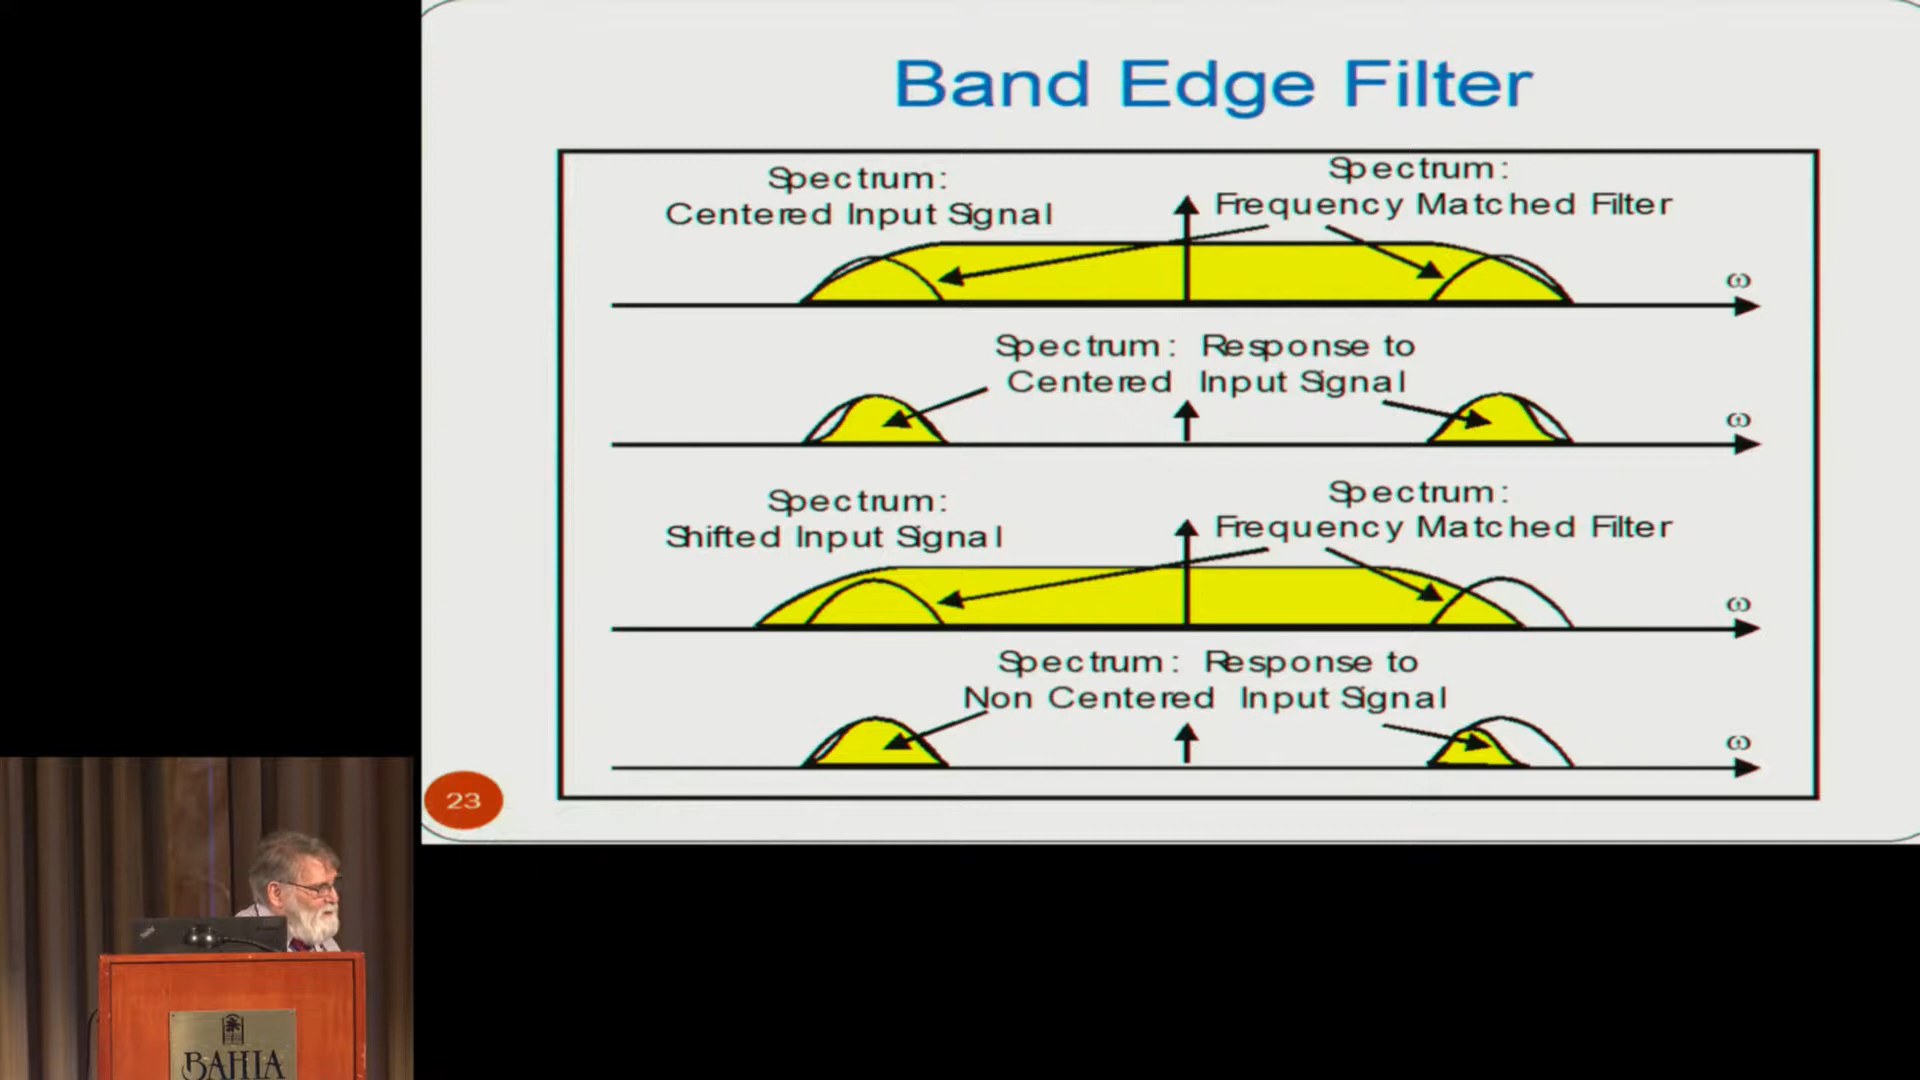 Band Edge Filter
Spectrum:
Centered Input Signal
Spectrum:
Frequency Matched Filter
ω
Spectrum: Response to
Centered Input Signal
ω
Spectrum:
Shifted Input Signal
Spectrum:
Frequency Matched Filter
ω
Spectrum: Response to
Non Centered Input Signal
ω
23
BAHIA